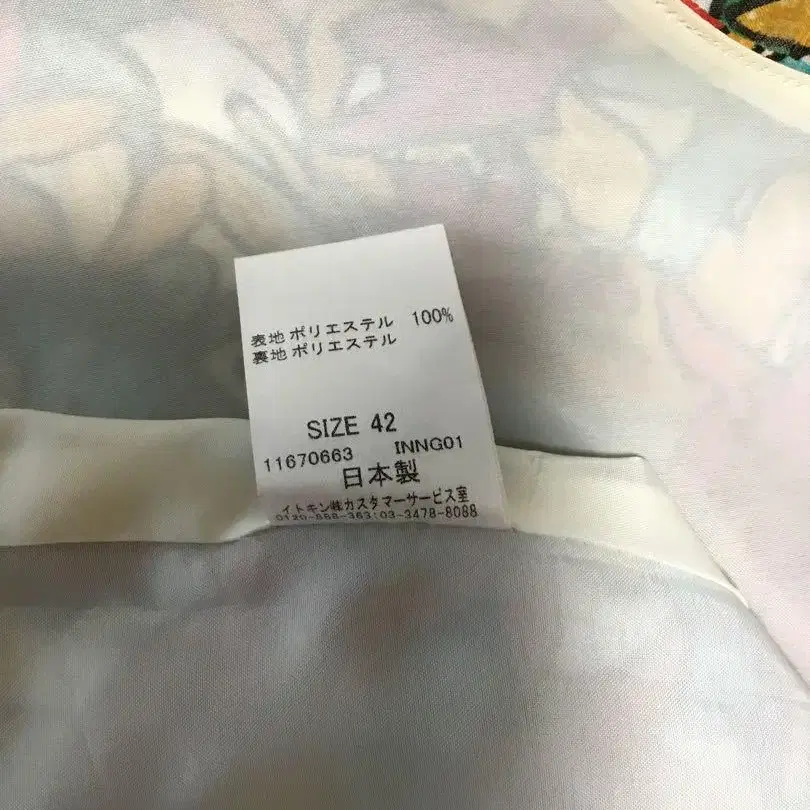 表地 ポリエステル 100%
裏地 ポリエステル
SIZE 42
11670663 INNG01
日本製
イトキン㈱カスタマーサービス室
0120-888-363:03-3478-8088